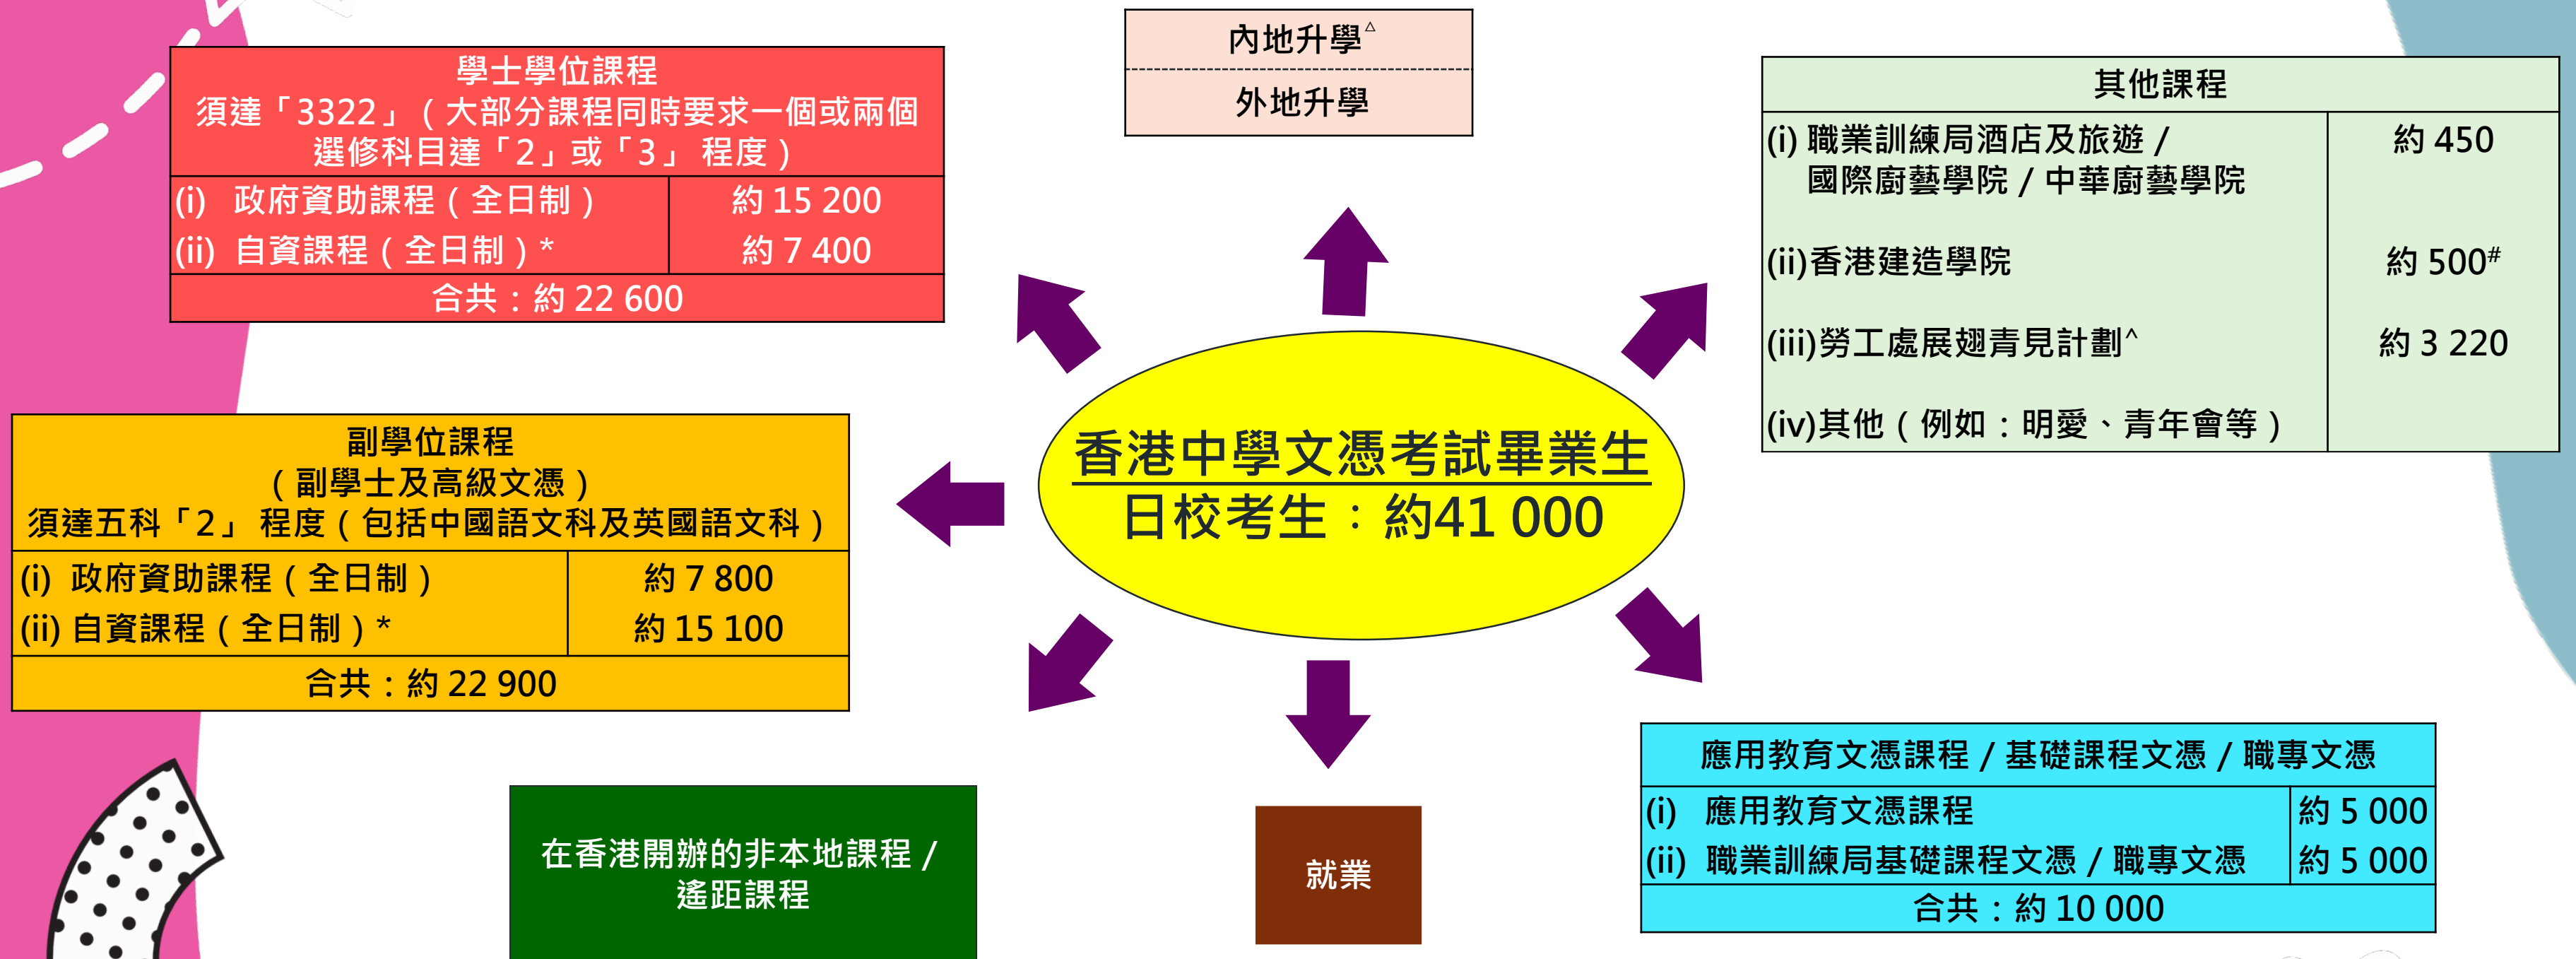 內地升學△
外地升學
學士學位課程
須達「3322」(大部分課程同時要求一個或兩個
選修科目達「2」或「3」 程度)
(i) 政府資助課程(全日制) 約 15 200
(ii) 自資課程(全日制)* 約 7 400
合共:約 22 600
其他課程
(i) 職業訓練局酒店及旅遊 / 約 450
國際廚藝學院 / 中華廚藝學院
(ii)香港建造學院 約 500#
(iii)勞工處展翅青見計劃^ 約 3 220
(iv)其他(例如:明愛、青年會等)
香港中學文憑考試畢業生
日校考生: 約41 000
副學位課程
(副學士及高級文憑)
須達五科「2」 程度(包括中國語文科及英國語文科)
(i) 政府資助課程(全日制) 約 7 800
(ii) 自資課程(全日制)* 約 15 100
合共:約 22 900
在香港開辦的非本地課程 /
遙距課程
就業
應用教育文憑課程 / 基礎課程文憑 / 職專文憑
(i) 應用教育文憑課程 約 5 000
(ii) 職業訓練局基礎課程文憑 / 職專文憑 約 5 000
合共:約 10 000